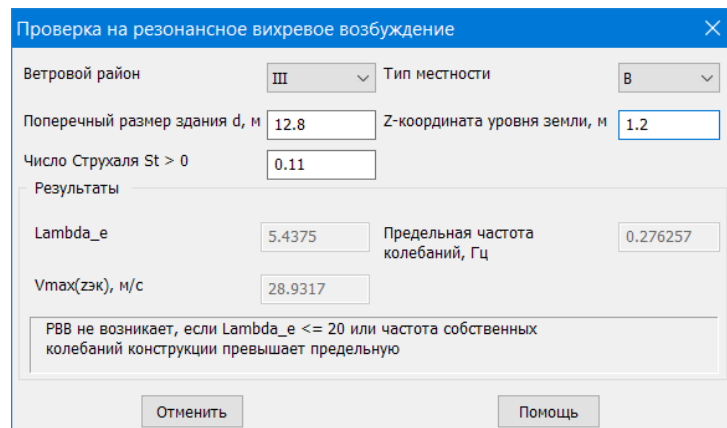 Проверка на резонансное вихревое возбуждение
Ветровой район III Тип местности B
Поперечный размер здания d, м 12.8 Z-координата уровня земли, м 1.2
Число Струхаля St > 0 0.11
Результаты
Lambda_e 5.4375 Предельная частота колебаний, Гц 0.276257
Vmax(zэк), м/с 28.9317
РВВ не возникает, если Lambda_e <= 20 или частота собственных
колебаний конструкции превышает предельную
Отменить Помощь